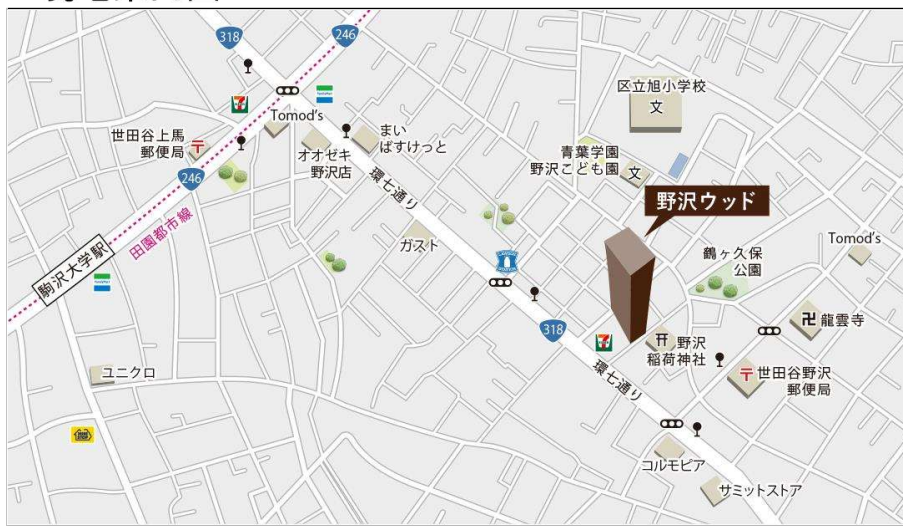 318
246
区立旭小学校
文
Tomod's
世田谷上馬
郵便局
オオゼキ
野沢店
まい
ばすけっと
青葉学園
野沢こども園
文
246
田園都市線
環七通り
野沢ウッド
ガスト
駒沢大学駅
鶴ヶ久保
公園
Tomod's
龍雲寺
318
野沢
稲荷神社
世田谷野沢
郵便局
ユニクロ
環七通り
コルモピア
サミットストア